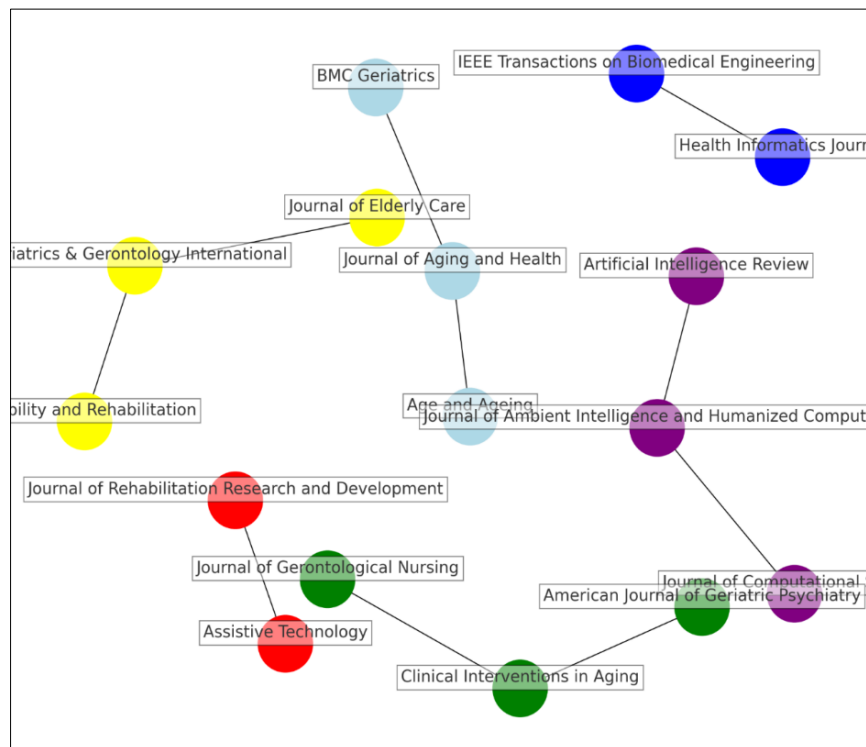 IEEE Transactions on Biomedical Engineering
BMC Geriatrics
Health Informatics Journ
Journal of Elderly Care
riatrics & Gerontology International
Journal of Aging and Health
Artificial Intelligence Review
Age and Ageing
bility and Rehabilitation
Journal of Ambient Intelligence and Humanized Comput
Journal of Rehabilitation Research and Development
Journal of Gerontological Nursing
Journal of Computational
American Journal of Geriatric Psychiatry
Assistive Technology
Clinical Interventions in Aging